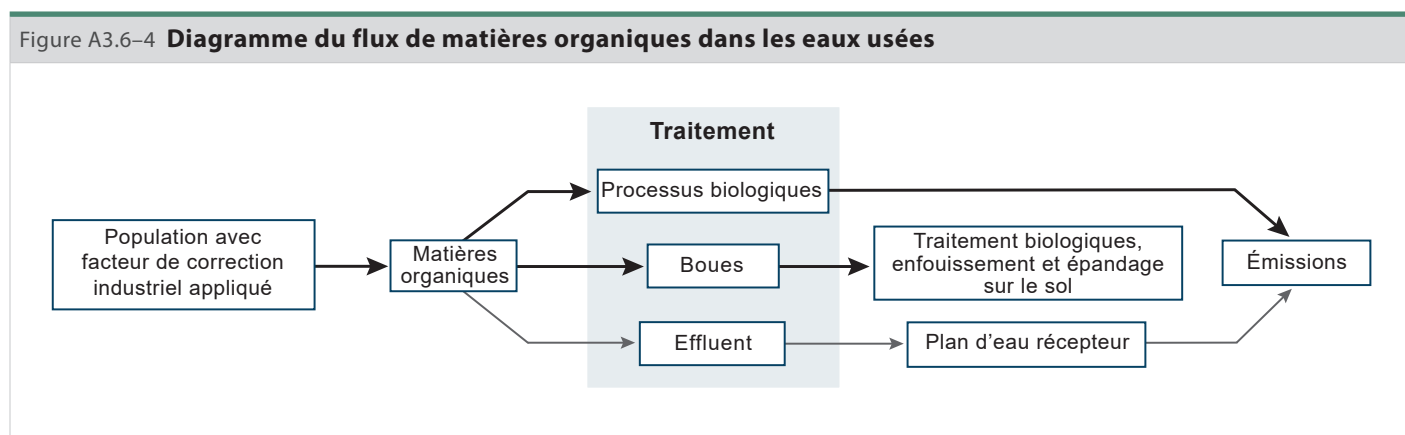 Figure A3.6–4 Diagramme du flux de matières organiques dans les eaux usées
Traitement
Population avec
facteur de correction
industriel appliqué
Matières
organiques
Processus biologiques
Boues
Effluent
Traitement biologiques,
enfouissement et épandage
sur le sol
Plan d'eau récepteur
Émissions